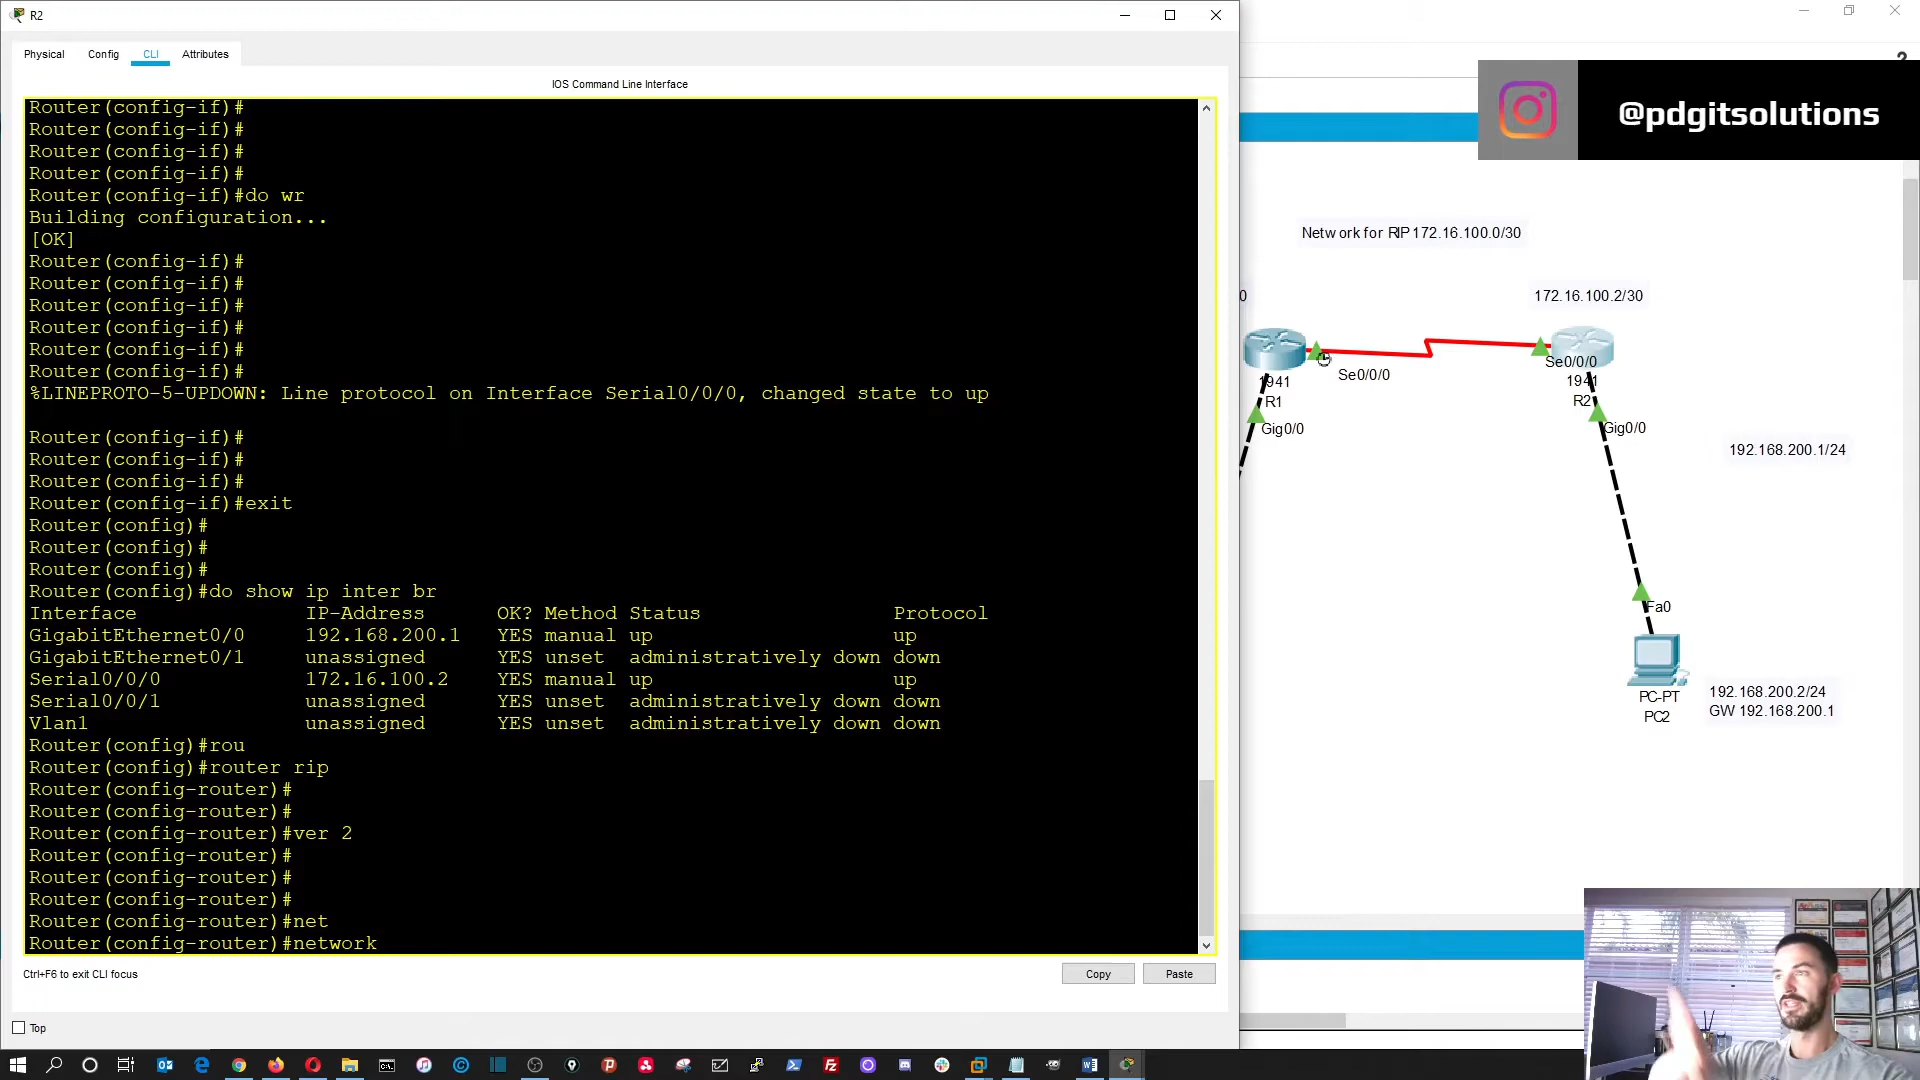 R2
Physical
Config
CLI
Attributes
IOS Command Line Interface
Router(config-if)#
Router(config-if)#
Router(config-if)#
Router(config-if)#
Router(config-if)#do wr
Building configuration...
[OK]
Router(config-if)#
Router(config-if)#
Router(config-if)#
Router(config-if)#
Router(config-if)#
Router(config-if)#
%LINEPROTO-5-UPDOWN: Line protocol on Interface Serial0/0/0, changed state to up
Router(config-if)#
Router(config-if)#
Router(config-if)#
Router(config-if)#exit
Router(config)#
Router(config)#
Router(config)#
Router(config)#do show ip inter br
Interface IP-Address OK? Method Status Protocol
GigabitEthernet0/0 192.168.200.1 YES manual up up
GigabitEthernet0/1 unassigned YES unset administratively down down
Serial0/0/0 172.16.100.2 YES manual up up
Serial0/0/1 unassigned YES unset administratively down down
Vlan1 unassigned YES unset administratively down down
Router(config)#rou
Router(config)#router rip
Router(config-router)#
Router(config-router)#
Router(config-router)#ver 2
Router(config-router)#
Router(config-router)#
Router(config-router)#
Router(config-router)#net
Router(config-router)#network
Ctrl+F6 to exit CLI focus
Copy
Paste
Top
@pdgitsolutions
Network for RIP 172.16.100.0/30
0
172.16.100.2/30
Se0/0/0
1941
R1
Gig0/0
Se0/0/0
1941
R2
Gig0/0
192.168.200.1/24
Fa0
PC-PT
PC2
192.168.200.2/24
GW 192.168.200.1